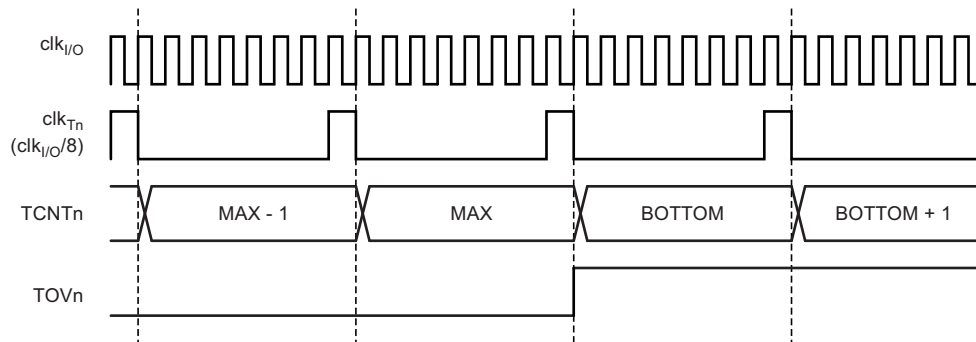 clkI/O
clkTn
(clkI/O/8)
TCNTn MAX - 1 MAX BOTTOM BOTTOM + 1
TOVn